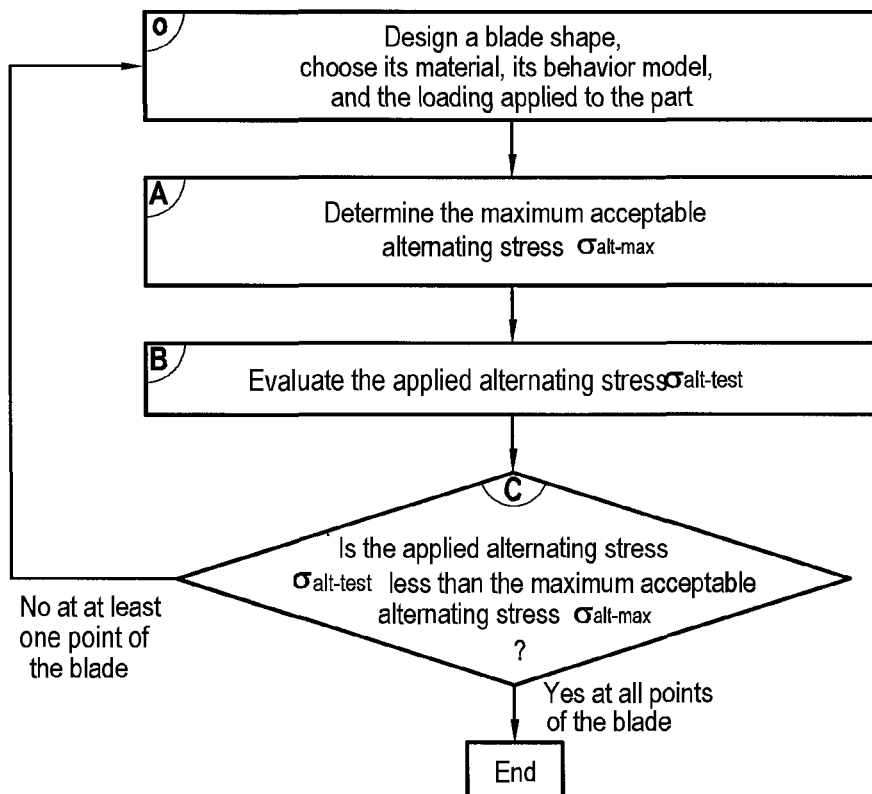 o
Design a blade shape,
choose its material, its behavior model,
and the loading applied to the part
A
Determine the maximum acceptable
alternating stress σalt-max
B
Evaluate the applied alternating stress σalt-test
C
Is the applied alternating stress
σalt-test less than the maximum acceptable
alternating stress σalt-max
?
No at at least
one point of
the blade
Yes at all points
of the blade
End